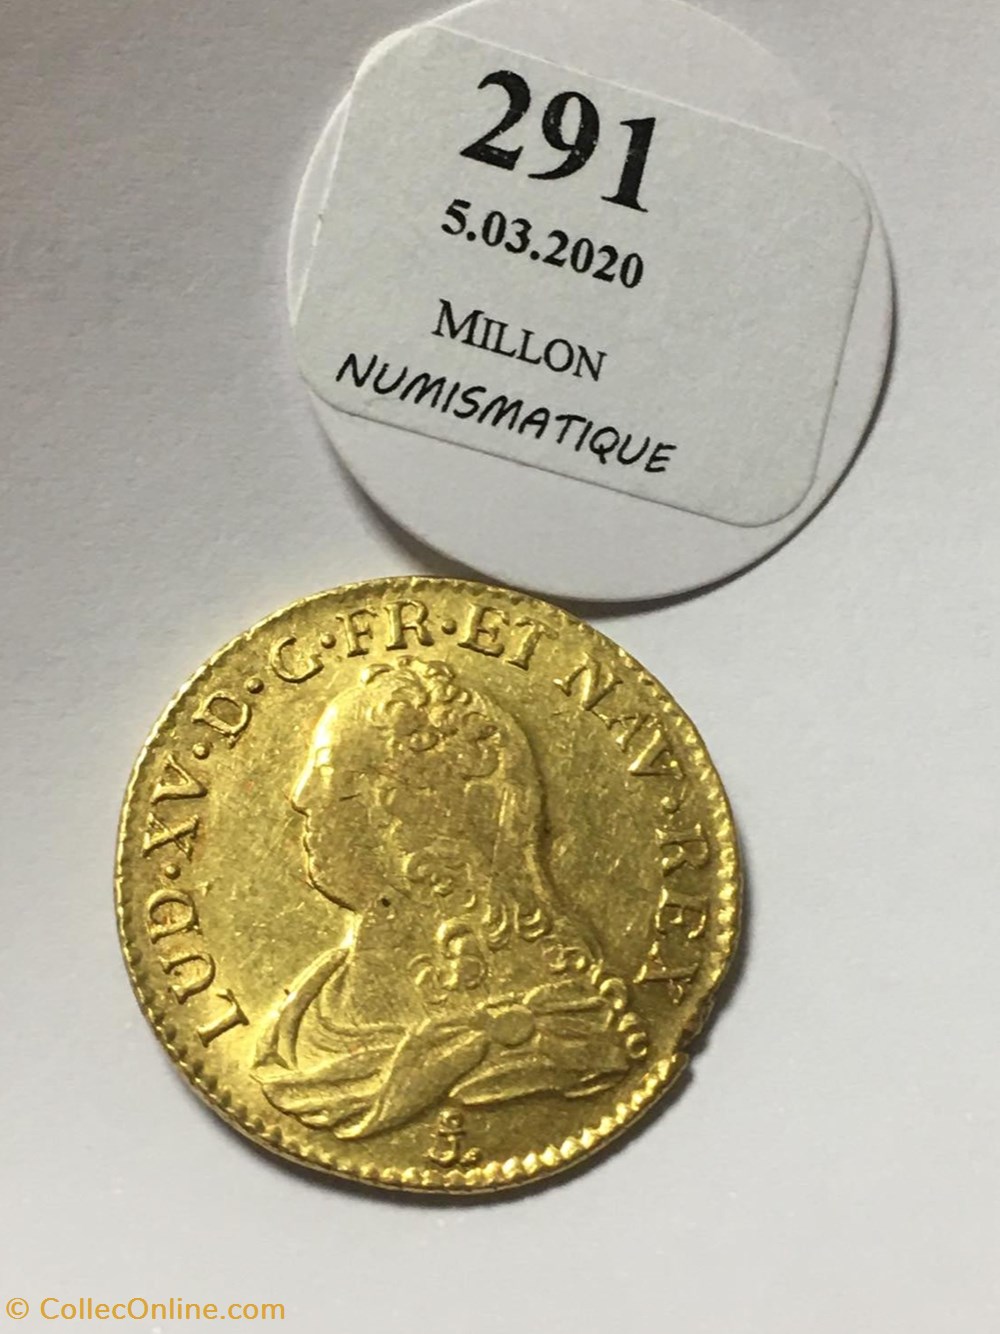 291
5.03.2020
MILLON
NUMISMATIQUE
LUD·XV·D·G·FR·ET NAV·REX
© CollecOnline.com